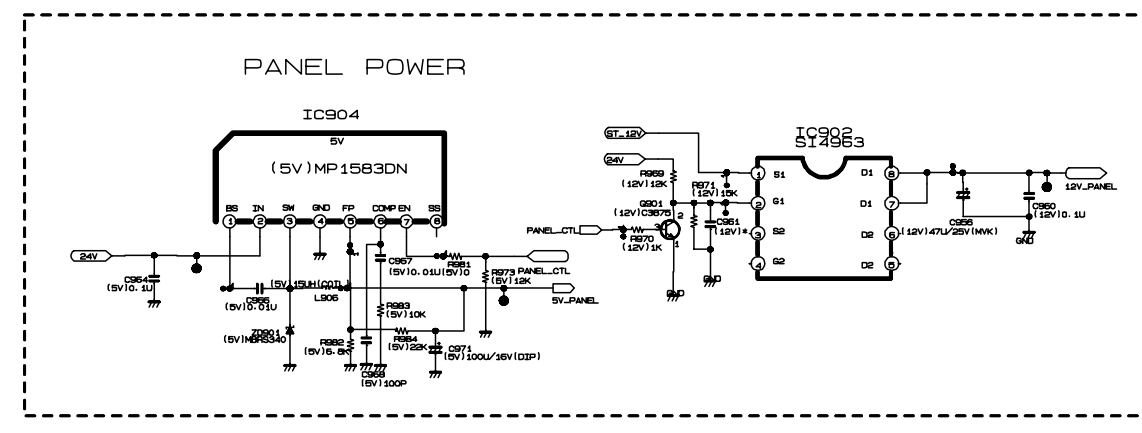 PANEL POWER
IC904
5V
(5V)MP1583DN
BS IN SW GND FP COMP EN SS
1 2 3 4 5 6 7 8
24V
C964
(5V)0.1U
C966
(5V)0.01U
(5V)15UH(COIL)
L906
ZD901
(5V)MBRS340
R982
(5V)6.8K
C968
(5V)100P
C967
(5V)0.01U
R981
(5V)0
R983
(5V)10K
R984
(5V)22K
C971
(5V)100U/16V(DIP)
R973
(5V)12K
PANEL_CTL
5V_PANEL
ST_12V
24V
R969
(12V)12K
R971
(12V)15K
Q901
(12V)C3875
2
3
1
PANEL_CTL
R970
(12V)1K
C961
(12V)*
GND
GND
IC902
SI4963
1 S1
2 G1
3 S2
4 G2
D1 8
D1 7
D2 6
D2 5
C956
(12V)47U/25V(MVK)
C960
(12V)0.1U
GND
12V_PANEL